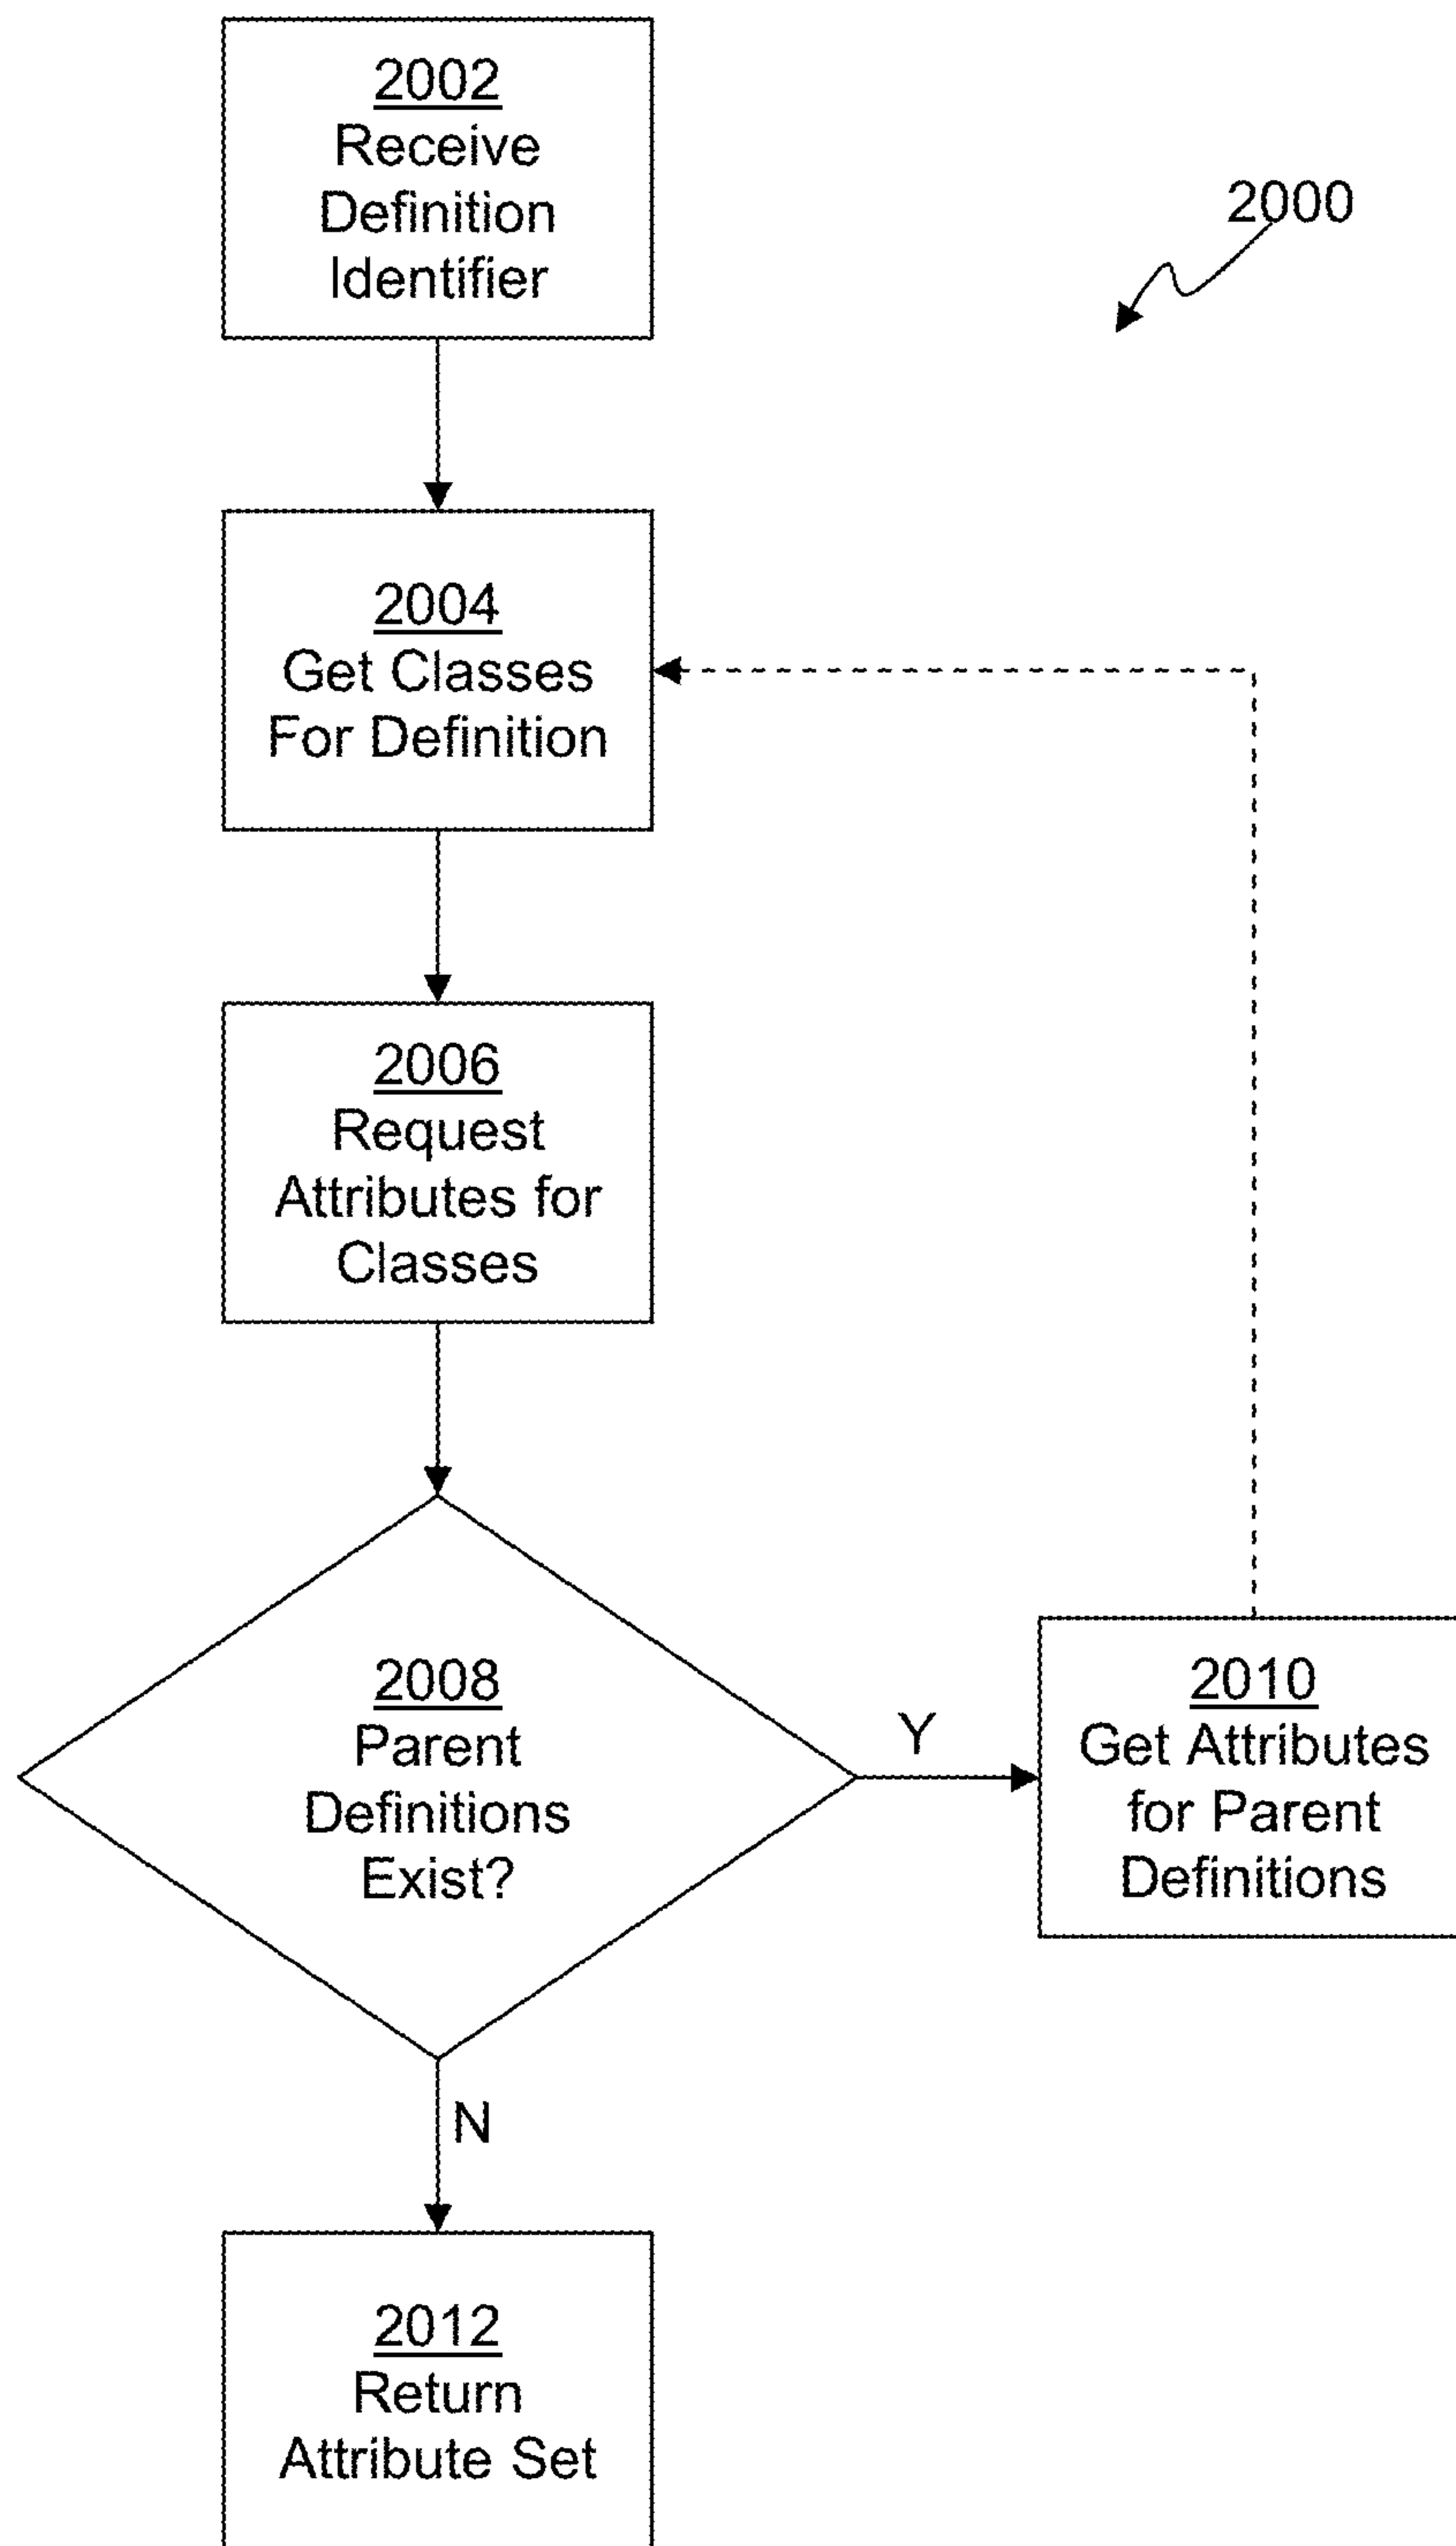 2002
Receive
Definition
Identifier
2000
2004
Get Classes
For Definition
2006
Request
Attributes for
Classes
2008
Parent
Definitions
Exist?
Y
2010
Get Attributes
for Parent
Definitions
N
2012
Return
Attribute Set